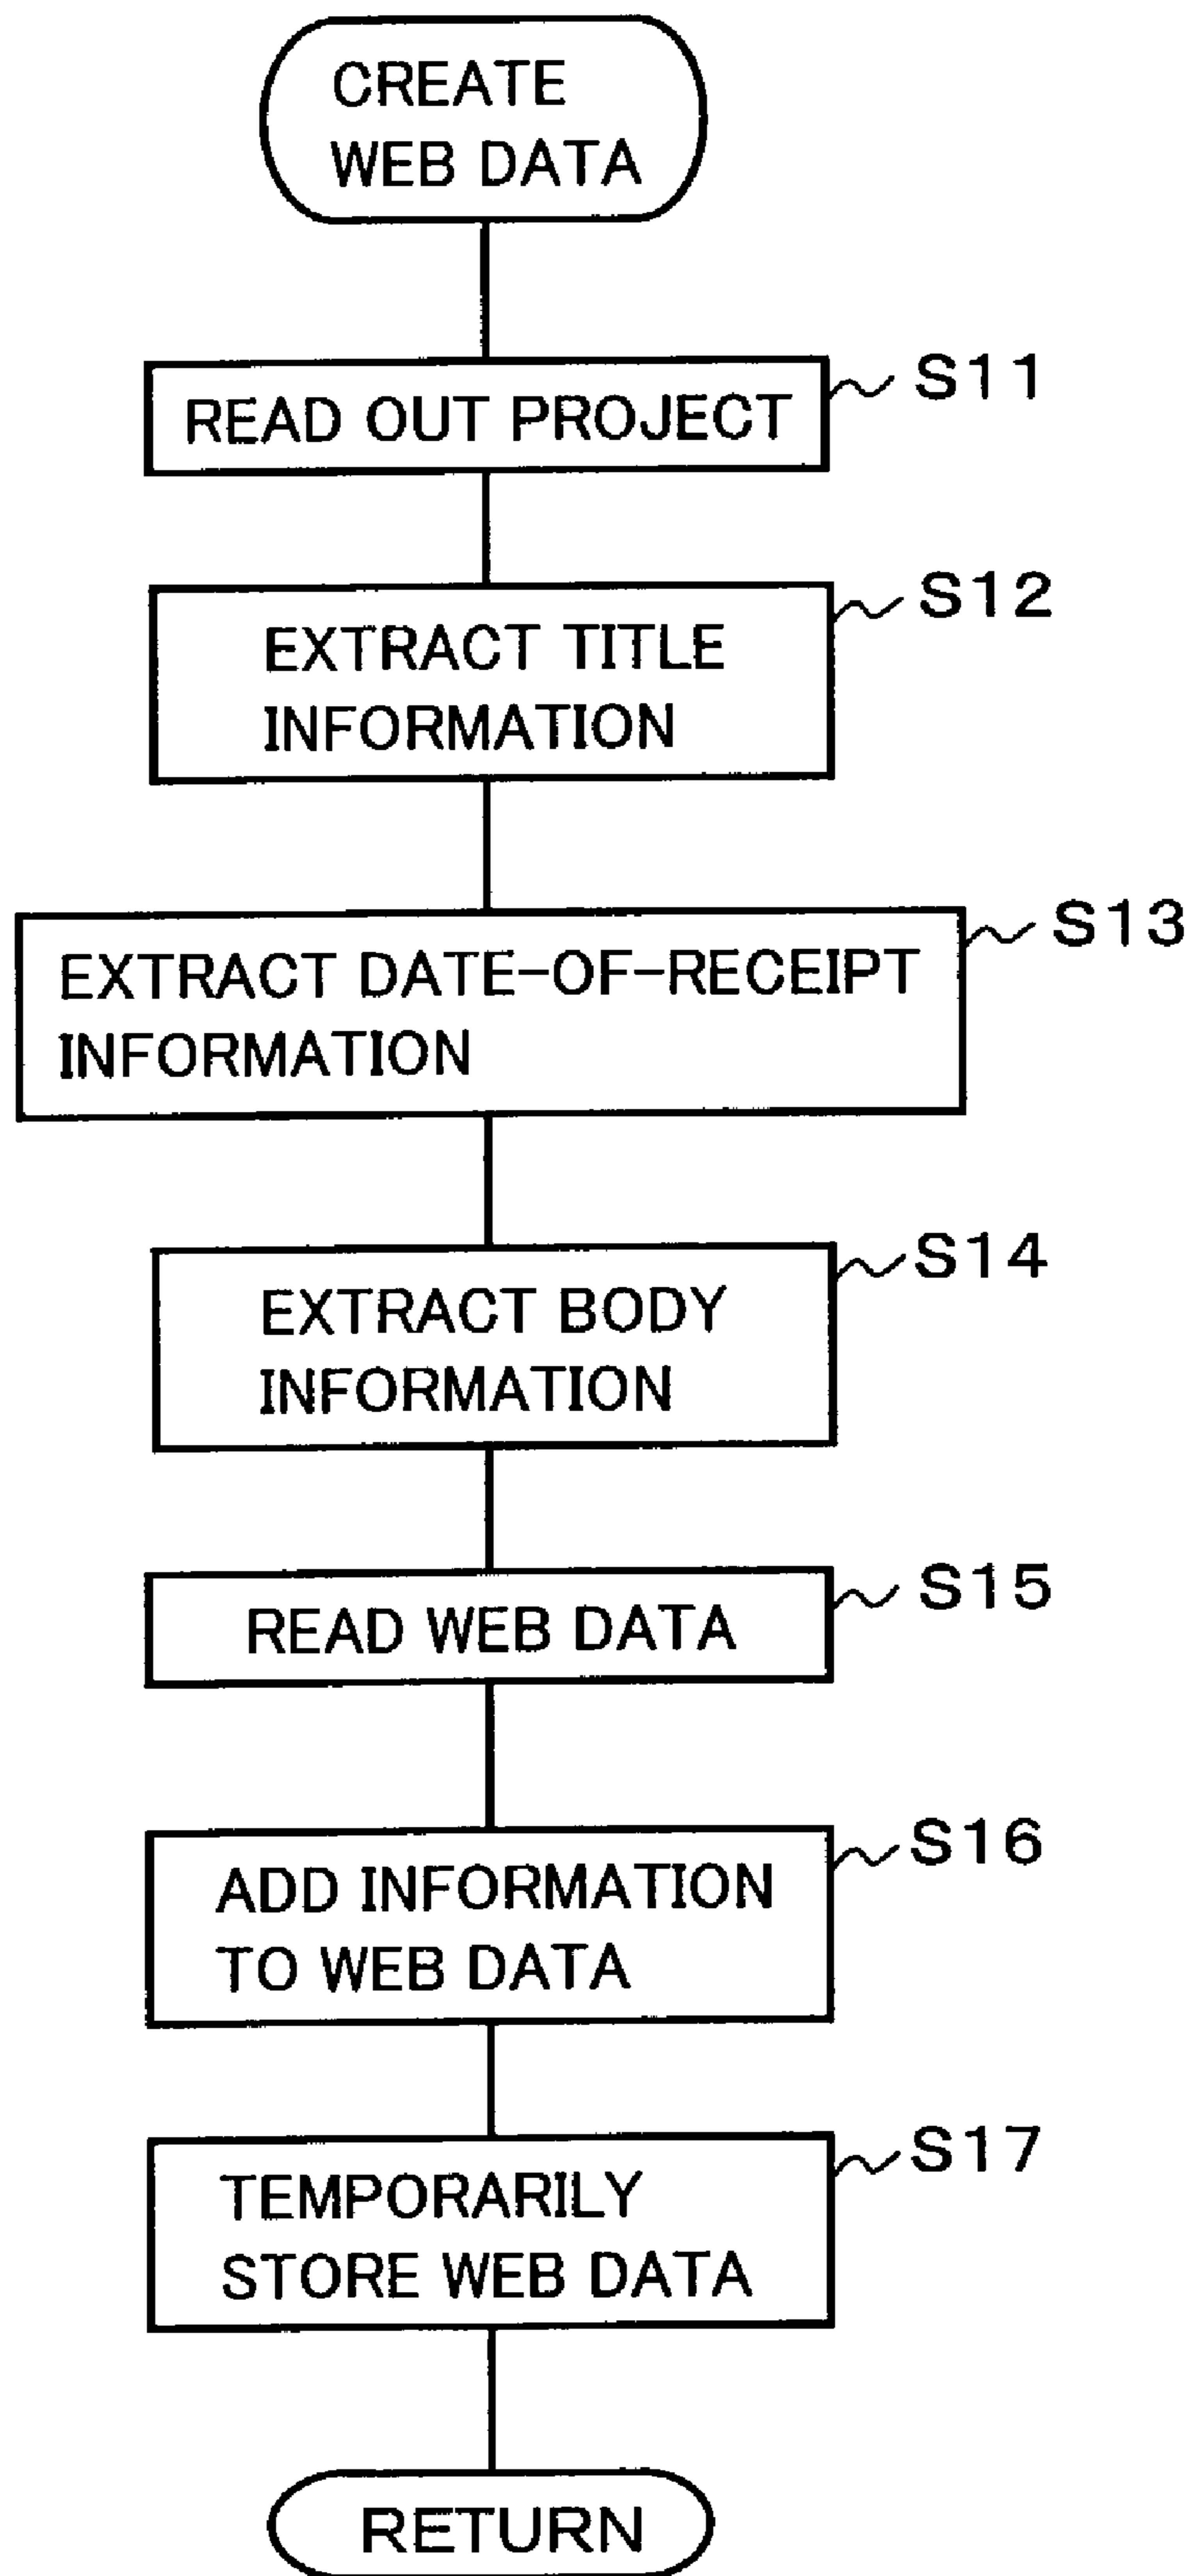 CREATE
WEB DATA
S11
READ OUT PROJECT
S12
EXTRACT TITLE
INFORMATION
S13
EXTRACT DATE-OF-RECEIPT
INFORMATION
S14
EXTRACT BODY
INFORMATION
S15
READ WEB DATA
S16
ADD INFORMATION
TO WEB DATA
S17
TEMPORARILY
STORE WEB DATA
RETURN